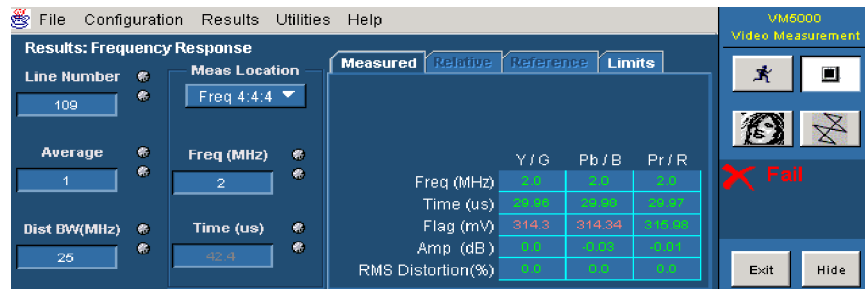 File Configuration Results Utilities Help
VM5000
Video Measurement
Results: Frequency Response
Line Number
109
Average
1
Dist BW(MHz)
25
Meas Location
Freq 4:4:4
Freq (MHz)
2
Time (us)
42.4
Measured Relative Reference Limits
Y / G Pb / B Pr / R
Freq (MHz) 2.0 2.0 2.0
Time (us) 29.96 29.98 29.97
Flag (mV) 314.3 314.34 315.98
Amp (dB) 0.0 -0.03 -0.01
RMS Distortion(%) 0.0 0.0 0.0
Fail
Exit Hide